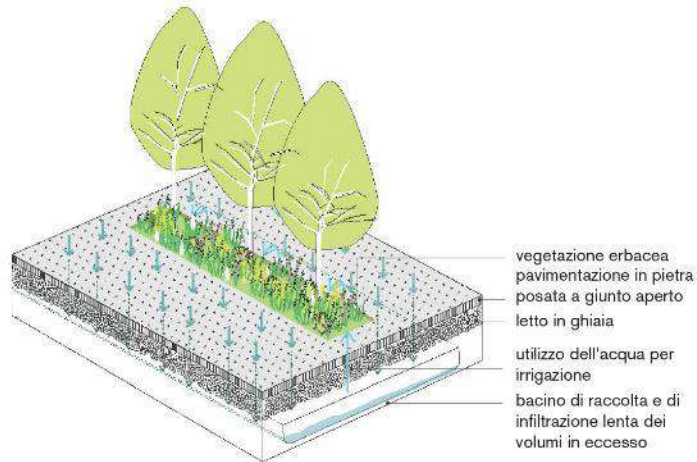 vegetazione erbacea
pavimentazione in pietra
posata a giunto aperto
letto in ghiaia
utilizzo dell'acqua per
irrigazione
bacino di raccolta e di
infiltrazione lenta dei
volumi in eccesso